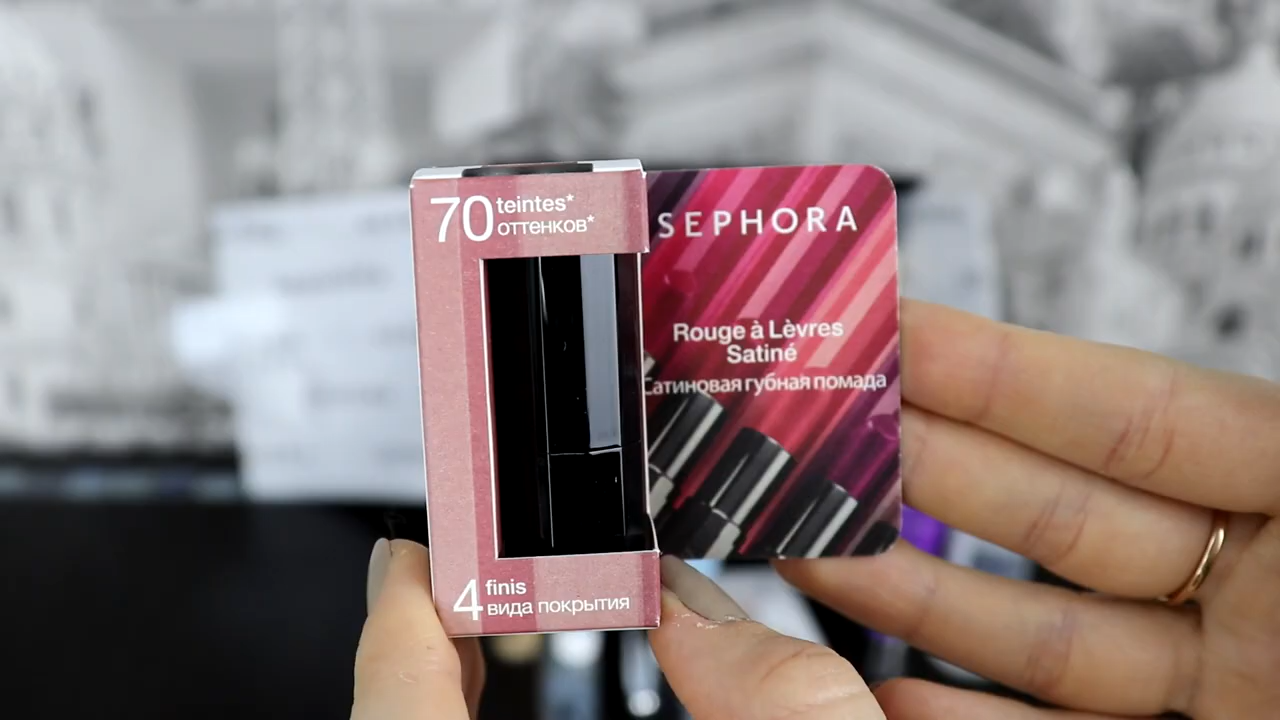 70 teintes*
оттенков*
4 finis
вида покрытия
SEPHORA
Rouge à Lèvres
Satiné
Сатиновая губная помада